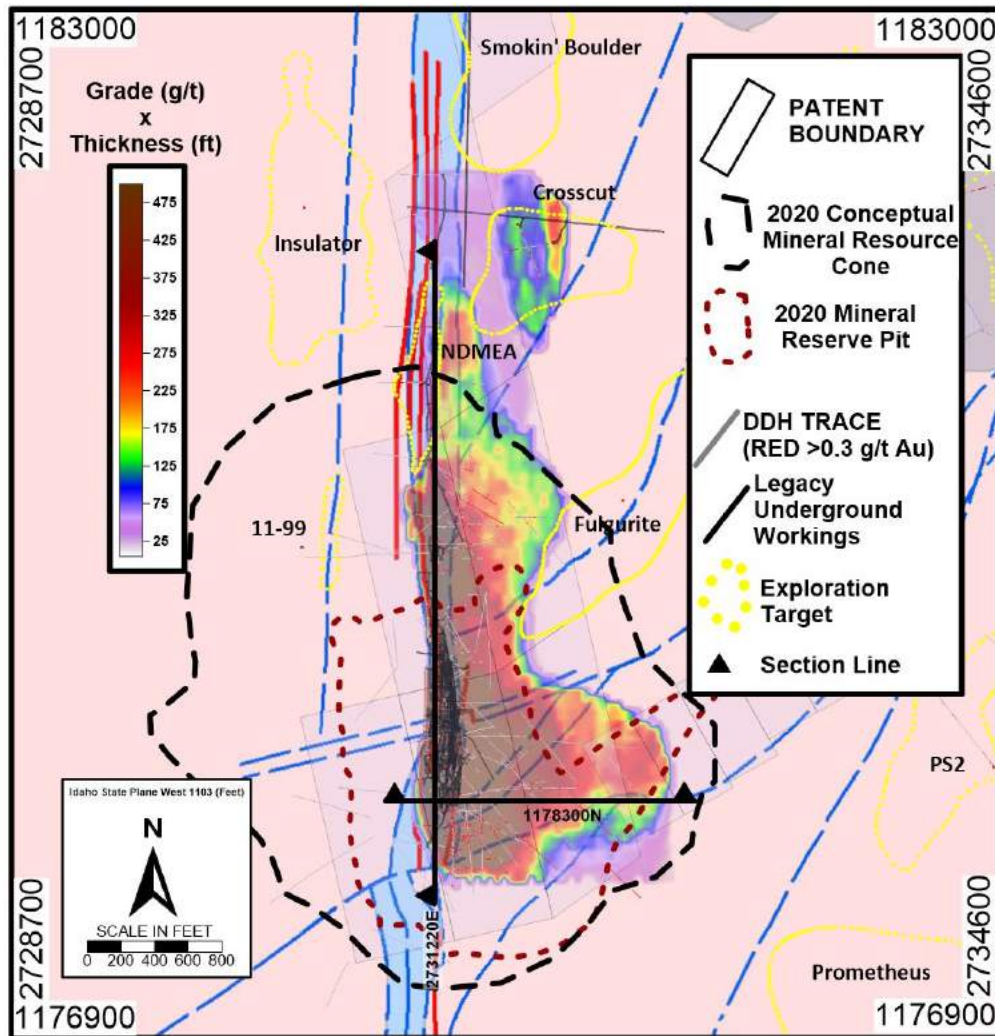 1183000
1183000
2728700
2734600
Smokin' Boulder
Grade (g/t)
x
Thickness (ft)
475
425
375
325
275
225
175
125
75
25
Insulator
Crosscut
NDMEA
11-99
Fulgurite
PATENT
BOUNDARY
2020 Conceptual
Mineral Resource
Cone
2020 Mineral
Reserve Pit
DDH TRACE
(RED >0.3 g/t Au)
Legacy
Underground
Workings
Exploration
Target
Section Line
PS2
1178300N
2731220E
Idaho State Plane West 1103 (Feet)
N
SCALE IN FEET
0 200 400 600 800
Prometheus
2728700
2734600
1176900
1176900